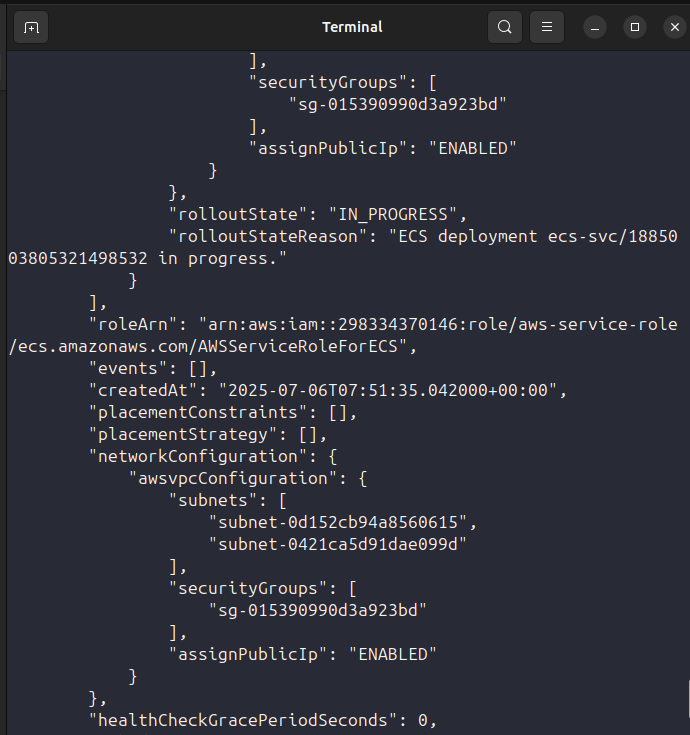 Terminal
],
"securityGroups": [
"sg-015390990d3a923bd"
],
"assignPublicIp": "ENABLED"
}
},
"rolloutState": "IN_PROGRESS",
"rolloutStateReason": "ECS deployment ecs-svc/18850
03805321498532 in progress."
}
],
"roleArn": "arn:aws:iam::298334370146:role/aws-service-role
/ecs.amazonaws.com/AWSServiceRoleForECS",
"events": [],
"createdAt": "2025-07-06T07:51:35.042000+00:00",
"placementConstraints": [],
"placementStrategy": [],
"networkConfiguration": {
"awsvpcConfiguration": {
"subnets": [
"subnet-0d152cb94a8560615",
"subnet-0421ca5d91dae099d"
],
"securityGroups": [
"sg-015390990d3a923bd"
],
"assignPublicIp": "ENABLED"
}
},
"healthCheckGracePeriodSeconds": 0,